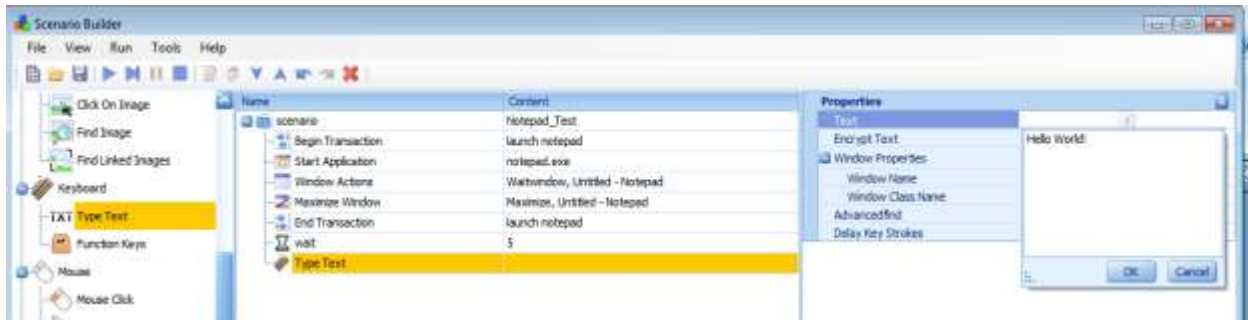 Scenario Builder
File View Run Tools Help
Click On Image
Find Image
Find Linked Images
Keyboard
TAT Type Text
Function Keys
Mouse
Mouse Click
Name Content
scenario Notepad_Test
Begin Transaction launch notepad
Start Application notepad.exe
Window Actions Waitwindow, Untitled - Notepad
Maximize Window Maximize, Untitled - Notepad
End Transaction launch notepad
wait 5
Type Text
Properties
Text
Encrypt Text
Window Properties
Window Name
Window Class Name
Advancedfind
Delay Key Strokes
Hello World!
OK Cancel